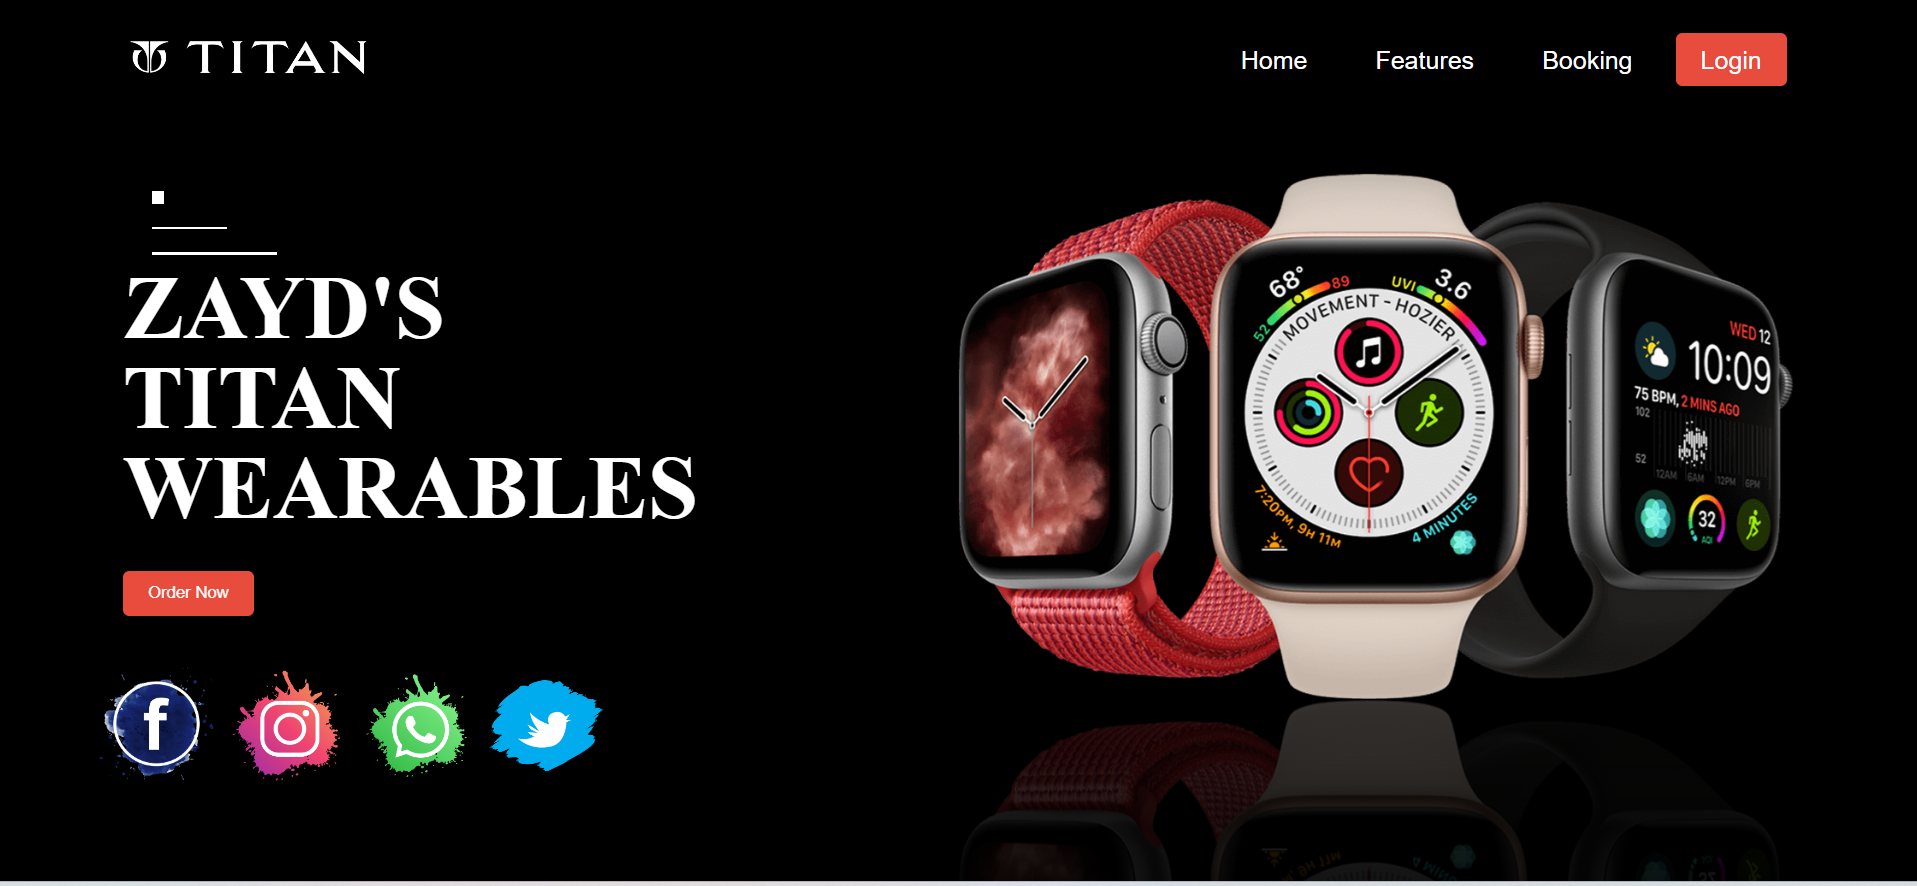 TITAN
Home
Features
Booking
Login
ZAYD'S
TITAN
WEARABLES
Order Now
68°
89
52
UVI
3.6
MOVEMENT - HOZIER
7:20PM, 9H 11M
4 MINUTES
WED 12
10:09
75 BPM, 2 MINS AGO
102
52
12AM 6AM 12PM 6PM
32
AQI